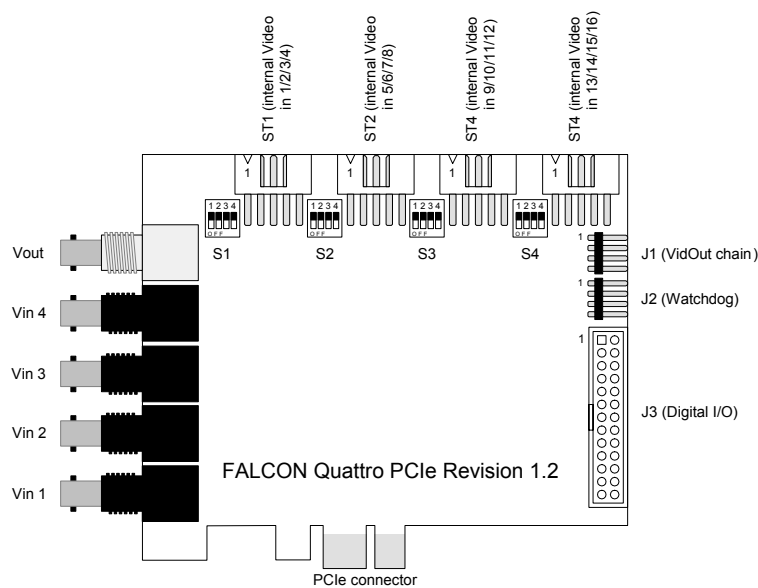 ST1 (internal Video
in 1/2/3/4)
ST2 (internal Video
in 5/6/7/8)
ST4 (internal Video
in 9/10/11/12)
ST4 (internal Video
in 13/14/15/16)
1
1
1
1
1 2 3 4
OFF
1 2 3 4
OFF
1 2 3 4
OFF
1 2 3 4
OFF
S1
S2
S3
S4
Vout
1
J1 (VidOut chain)
1
J2 (Watchdog)
Vin 4
1
Vin 3
J3 (Digital I/O)
Vin 2
FALCON Quattro PCIe Revision 1.2
Vin 1
PCIe connector